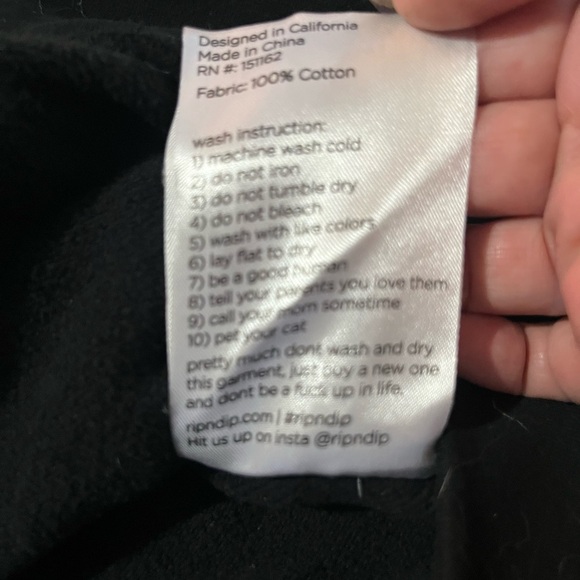 Designed in California
Made in China
RN #: 151162
Fabric: 100% Cotton
wash instruction:
1) machine wash cold
2) do not iron
3) do not tumble dry
4) do not bleach
5) wash with like colors
6) lay flat to dry
7) be a good human
8) tell your parents you love them
9) call your mom sometime
10) pet your cat
pretty much dont wash and dry
this garment, just buy a new one
and dont be a fuck up in life.
ripndip.com | #ripndip
Hit us up on insta @ripndip